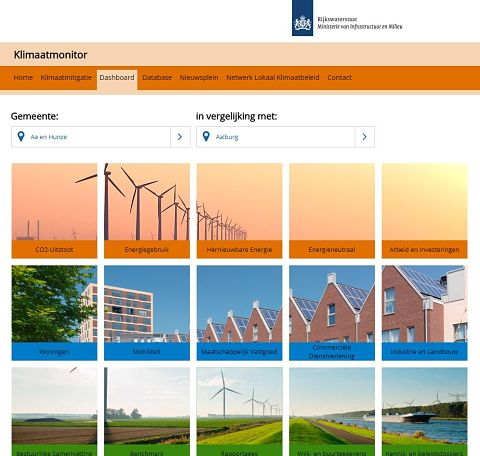 Rijkswaterstaat
Ministerie van Infrastructuur en Milieu
Klimaatmonitor
Home Klimaatmitigatie Dashboard Database Nieuwsplein Netwerk Lokaal Klimaatbeleid Contact
Gemeente: in vergelijking met:
Aa en Hunze Aalburg
CO2-Uitstoot Energiegebruik Hernieuwbare Energie Energieneutraal Arbeid en Investeringen
Woningen Mobiliteit Maatschappelijk Vastgoed Commerciële Dienstverlening Industrie en Landbouw
Bestuurlijke Samenvatting Benchmark Rapportages Wijk- en buurtgegevens Kennis- en beleidsdossiers